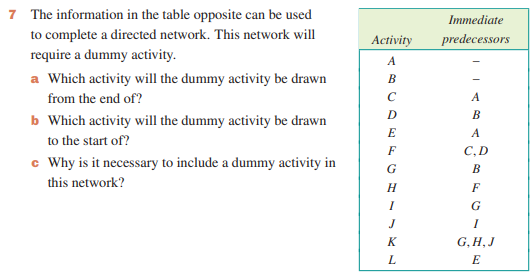 7 The information in the table opposite can be used
to complete a directed network. This network will
require a dummy activity.
a Which activity will the dummy activity be drawn
from the end of?
b Which activity will the dummy activity be drawn
to the start of?
c Why is it necessary to include a dummy activity in
this network?
Immediate
Activity predecessors
A –
B –
C A
D B
E A
F C, D
G B
H F
I G
J I
K G, H, J
L E